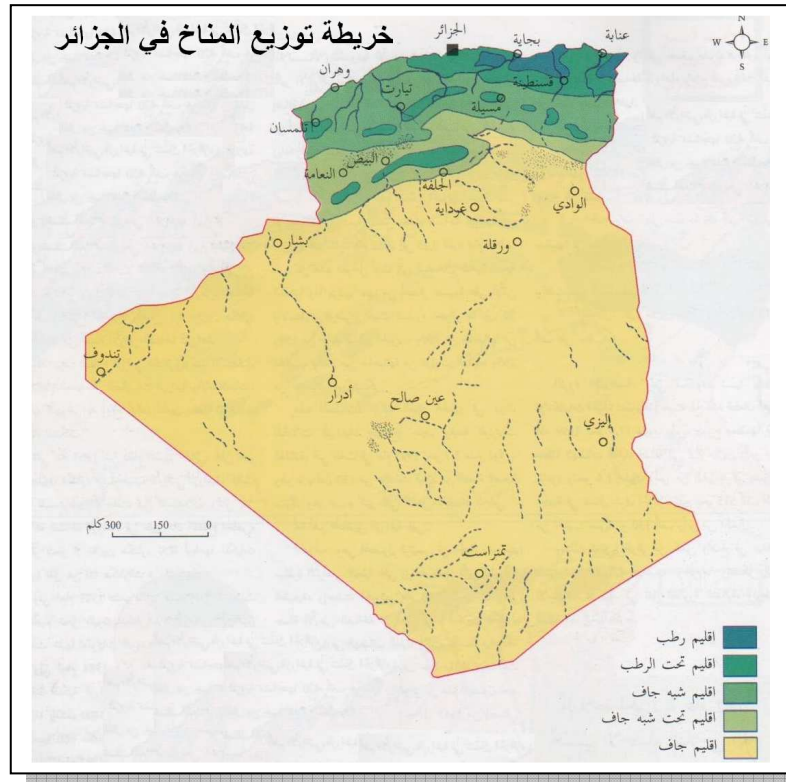 خريطة توزيع المناخ في الجزائر
N
W E
S
الجزائر
بجاية
عنابة
قسنطينة
وهران
تيارت
مسيلة
تلمسان
البيض
النعامة
الجلفه
الوادي
غرداية
بشار
ورقلة
تندوف
أدرار
عين صالح
إليزي
تمنراست
0 150 300 كلم
اقليم رطب
اقليم تحت الرطب
اقليم شبه جاف
اقليم تحت شبه جاف
اقليم جاف